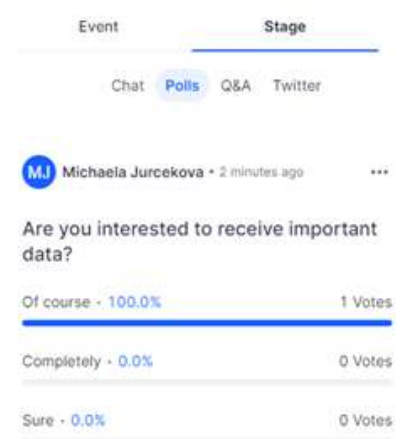 Event Stage
Chat Polls Q&A Twitter
MJ Michaela Jurcekova • 2 minutes ago •••
Are you interested to receive important
data?
Of course • 100.0% 1 Votes
Completely • 0.0% 0 Votes
Sure • 0.0% 0 Votes